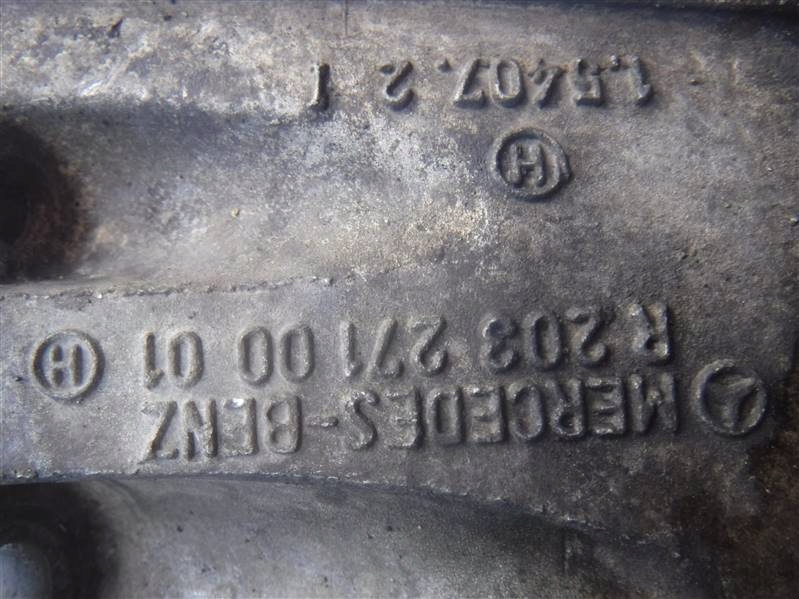 MERCEDES-BENZ
R 203 271 00 01 H
H
1.5407. 2 1